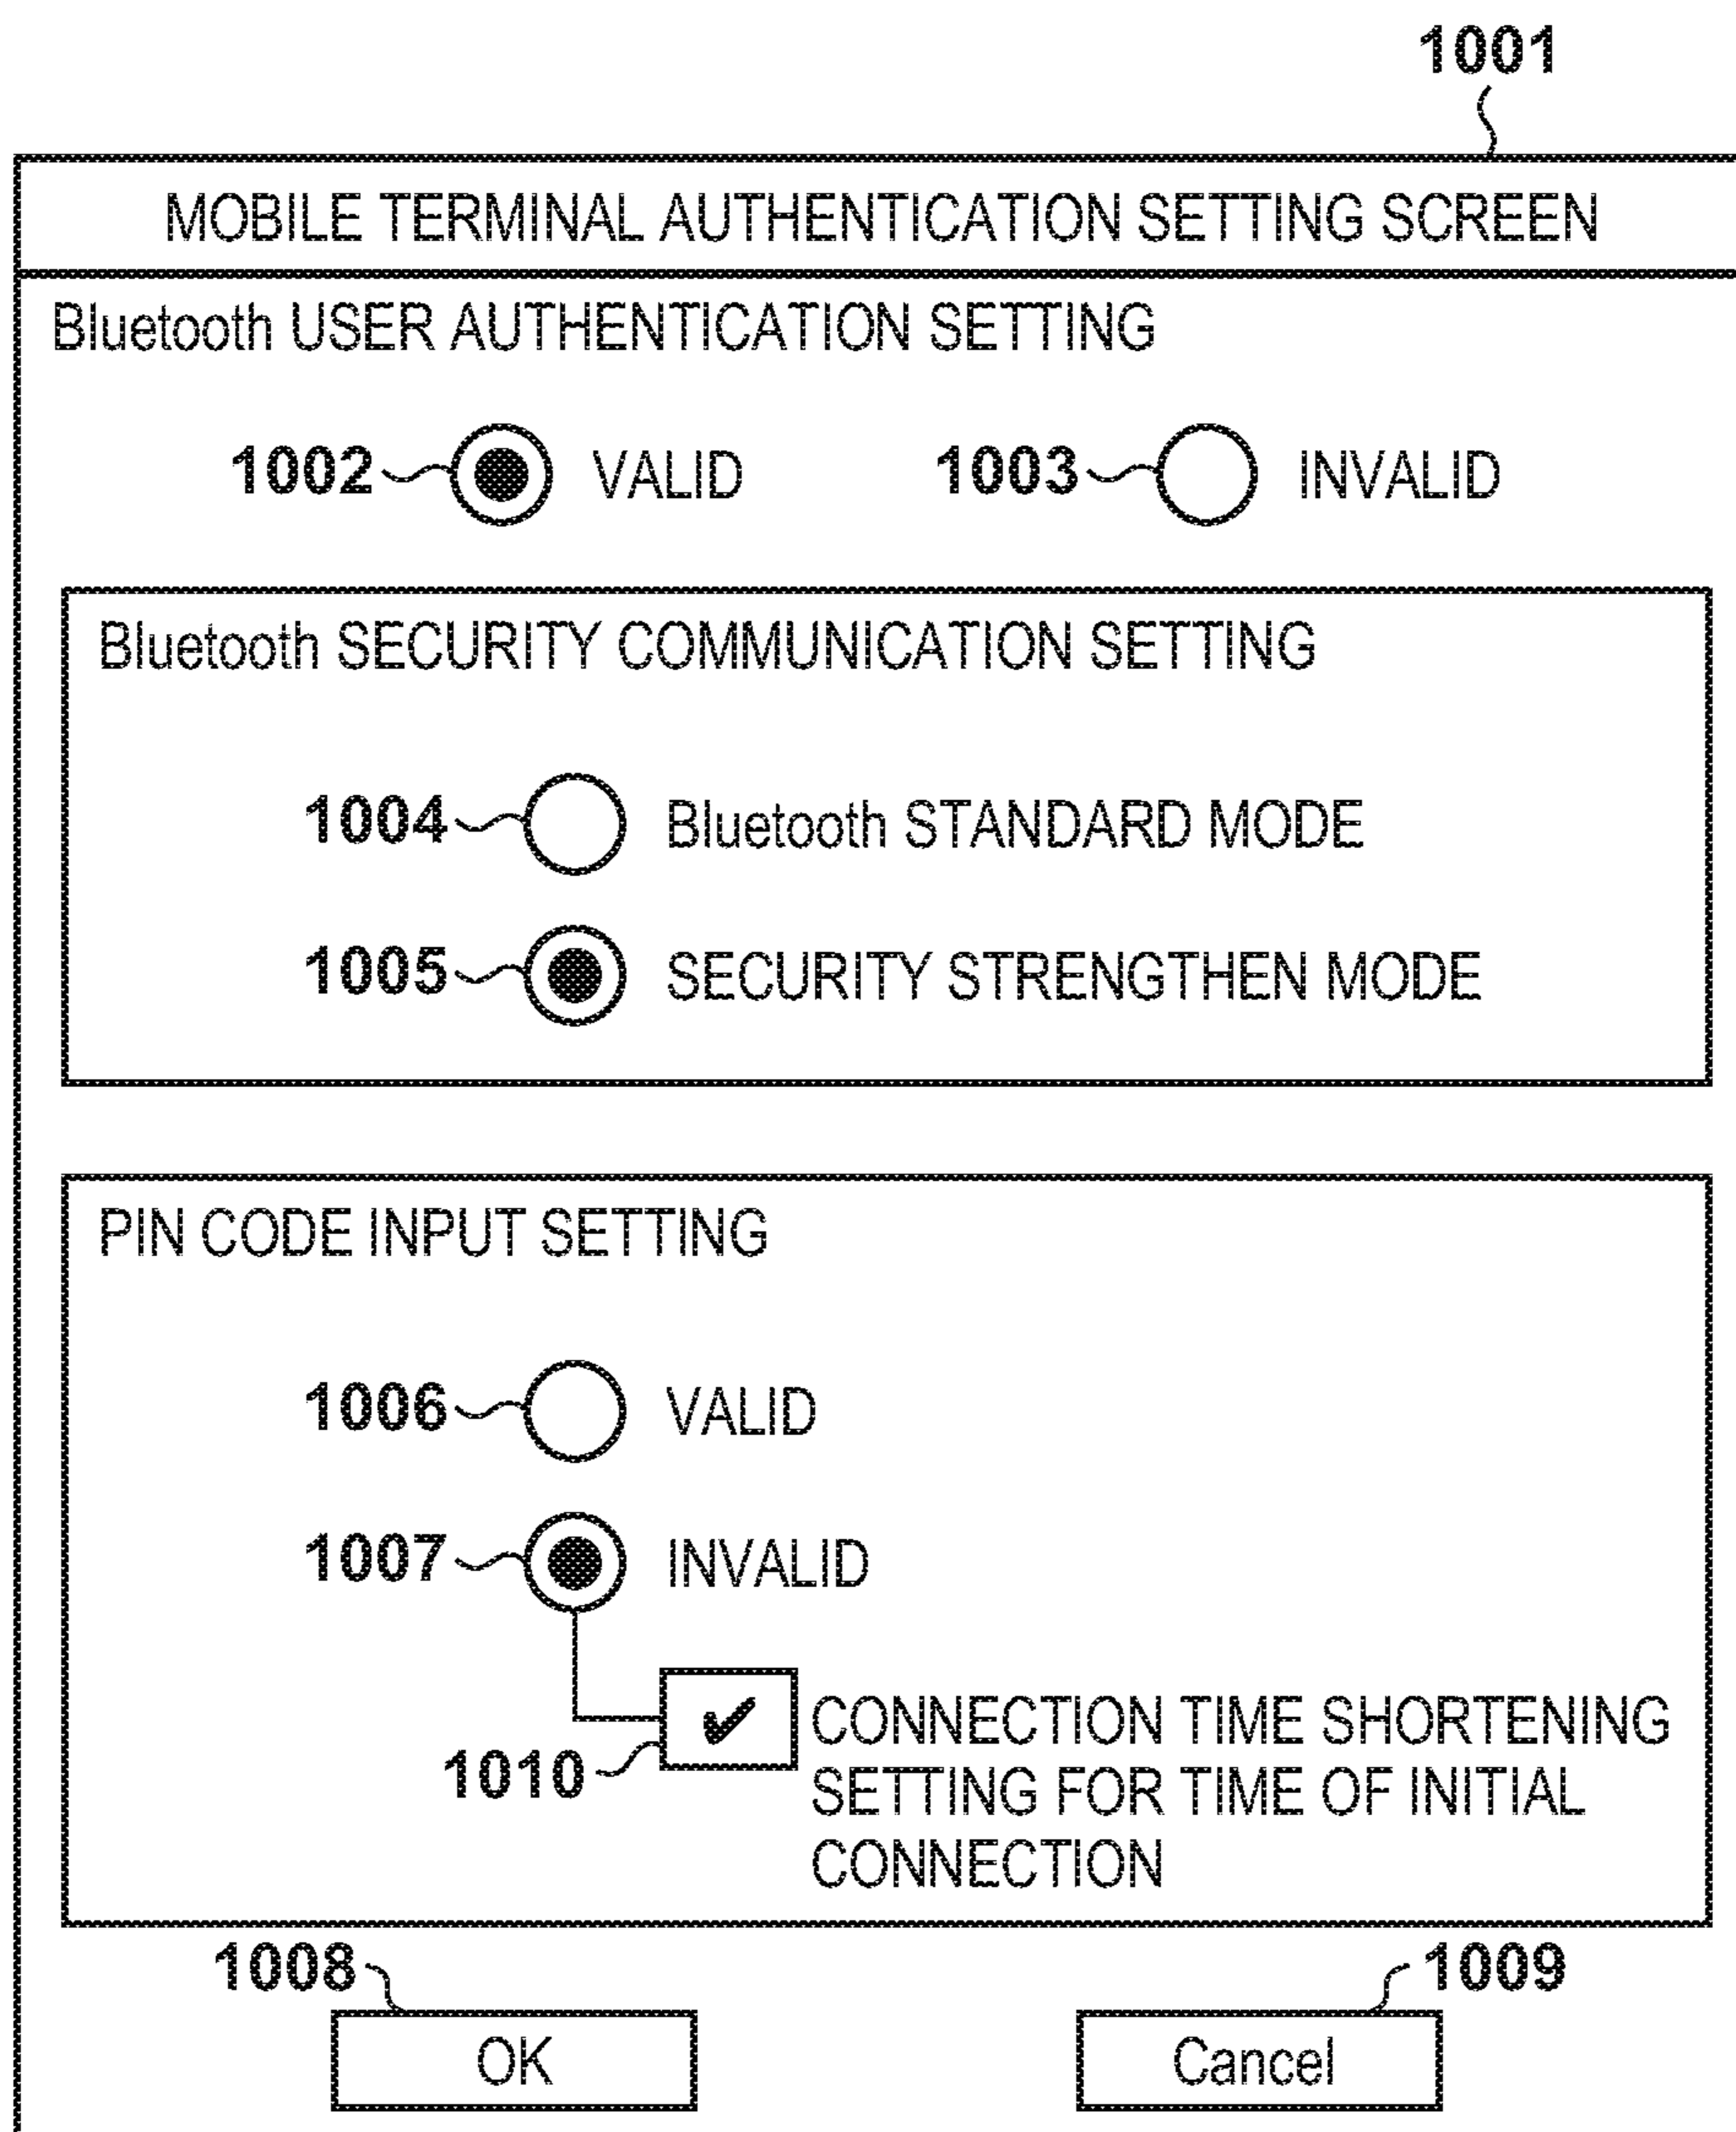 1001
MOBILE TERMINAL AUTHENTICATION SETTING SCREEN
Bluetooth USER AUTHENTICATION SETTING
1002 VALID 1003 INVALID
Bluetooth SECURITY COMMUNICATION SETTING
1004 Bluetooth STANDARD MODE
1005 SECURITY STRENGTHEN MODE
PIN CODE INPUT SETTING
1006 VALID
1007 INVALID
1010 CONNECTION TIME SHORTENING
SETTING FOR TIME OF INITIAL
CONNECTION
1008 1009
OK Cancel